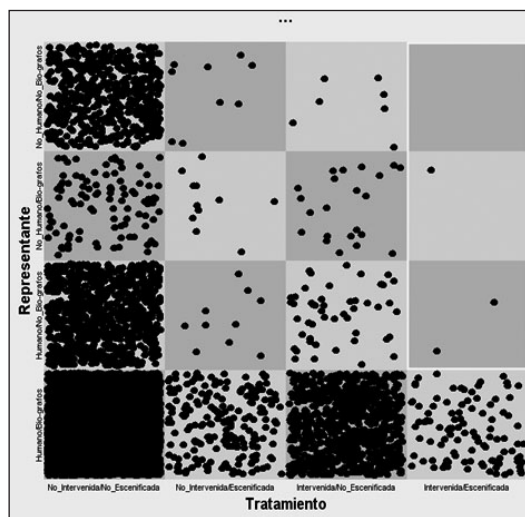 ...
Representante
No_Humano/No_Bio-grafos
No_Humano/Bio-grafos
Humano/No_Bio-grafos
Humano/Bio-grafos
No_Intervenida/No_Escenificada
No_Intervenida/Escenificada
Intervenida/No_Escenificada
Intervenida/Escenificada
Tratamiento